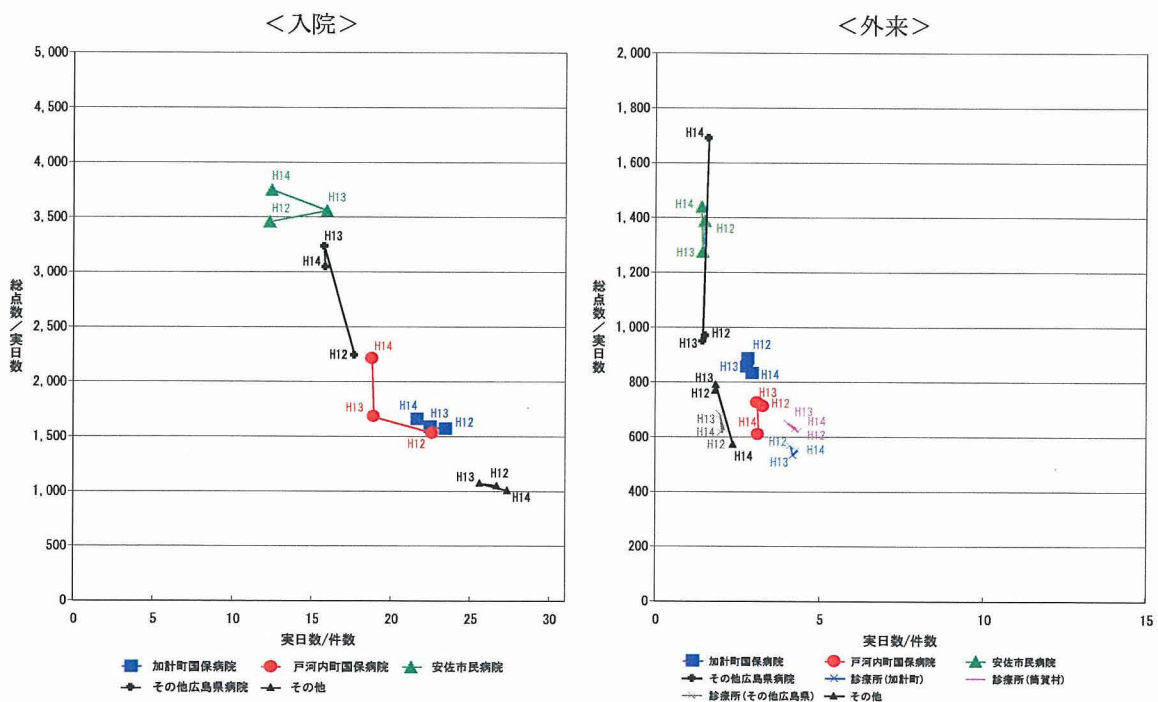 ＜入院＞
5,000
4,500
4,000
3,500
3,000
2,500
2,000
1,500
1,000
500
0
総点数／実日数
H14
H13
H12
H13
H14
H12
H14
H13
H12
H14
H13
H12
H13
H12
H14
0 5 10 15 20 25 30
実日数/件数
加計町国保病院 戸河内町国保病院 安佐市民病院
その他広島県病院 その他
＜外来＞
2,000
1,800
1,600
1,400
1,200
1,000
800
600
400
200
0
総点数／実日数
H14
H14
H12
H13
H12
H13
H12
H13
H14
H13
H12
H13
H12
H14
H13
H14
H12
H14
H13
H14
H12
H12
H14
H13
0 5 10 15
実日数/件数
加計町国保病院 戸河内町国保病院 安佐市民病院
その他広島県病院 診療所(加計町) 診療所(筒賀村)
診療所(その他広島県) その他